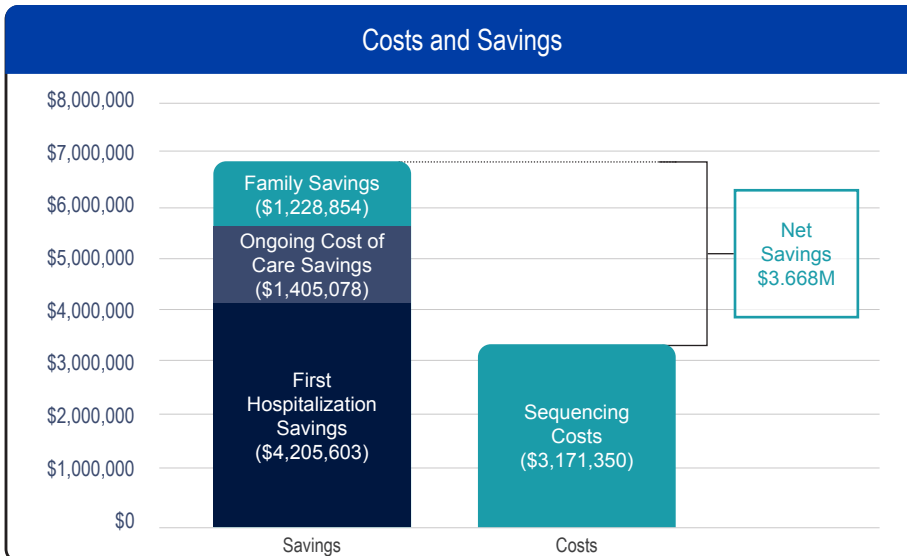 Costs and Savings
$8,000,000
$7,000,000
$6,000,000
$5,000,000
$4,000,000
$3,000,000
$2,000,000
$1,000,000
$0
Family Savings
($1,228,854)
Ongoing Cost of
Care Savings
($1,405,078)
First
Hospitalization
Savings
($4,205,603)
Sequencing
Costs
($3,171,350)
Net
Savings
$3.668M
Savings
Costs